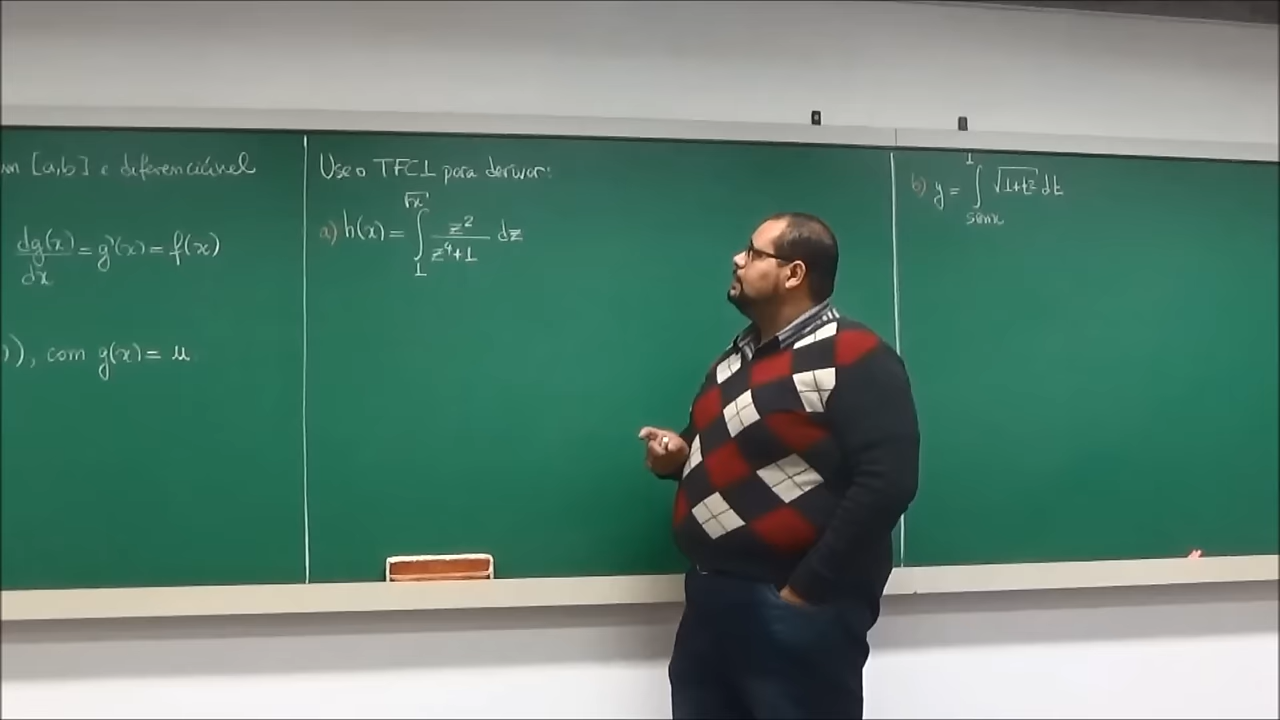 [a,b] e diferenciável
dg(x)/dx = g'(x) = f(x)
)), com g(x) = u
Use o TFC1 para derivar:
a) h(x) = ∫_1^√x z²/(z⁴+1) dz
b) y = ∫_senx^1 √(1+t²) dt